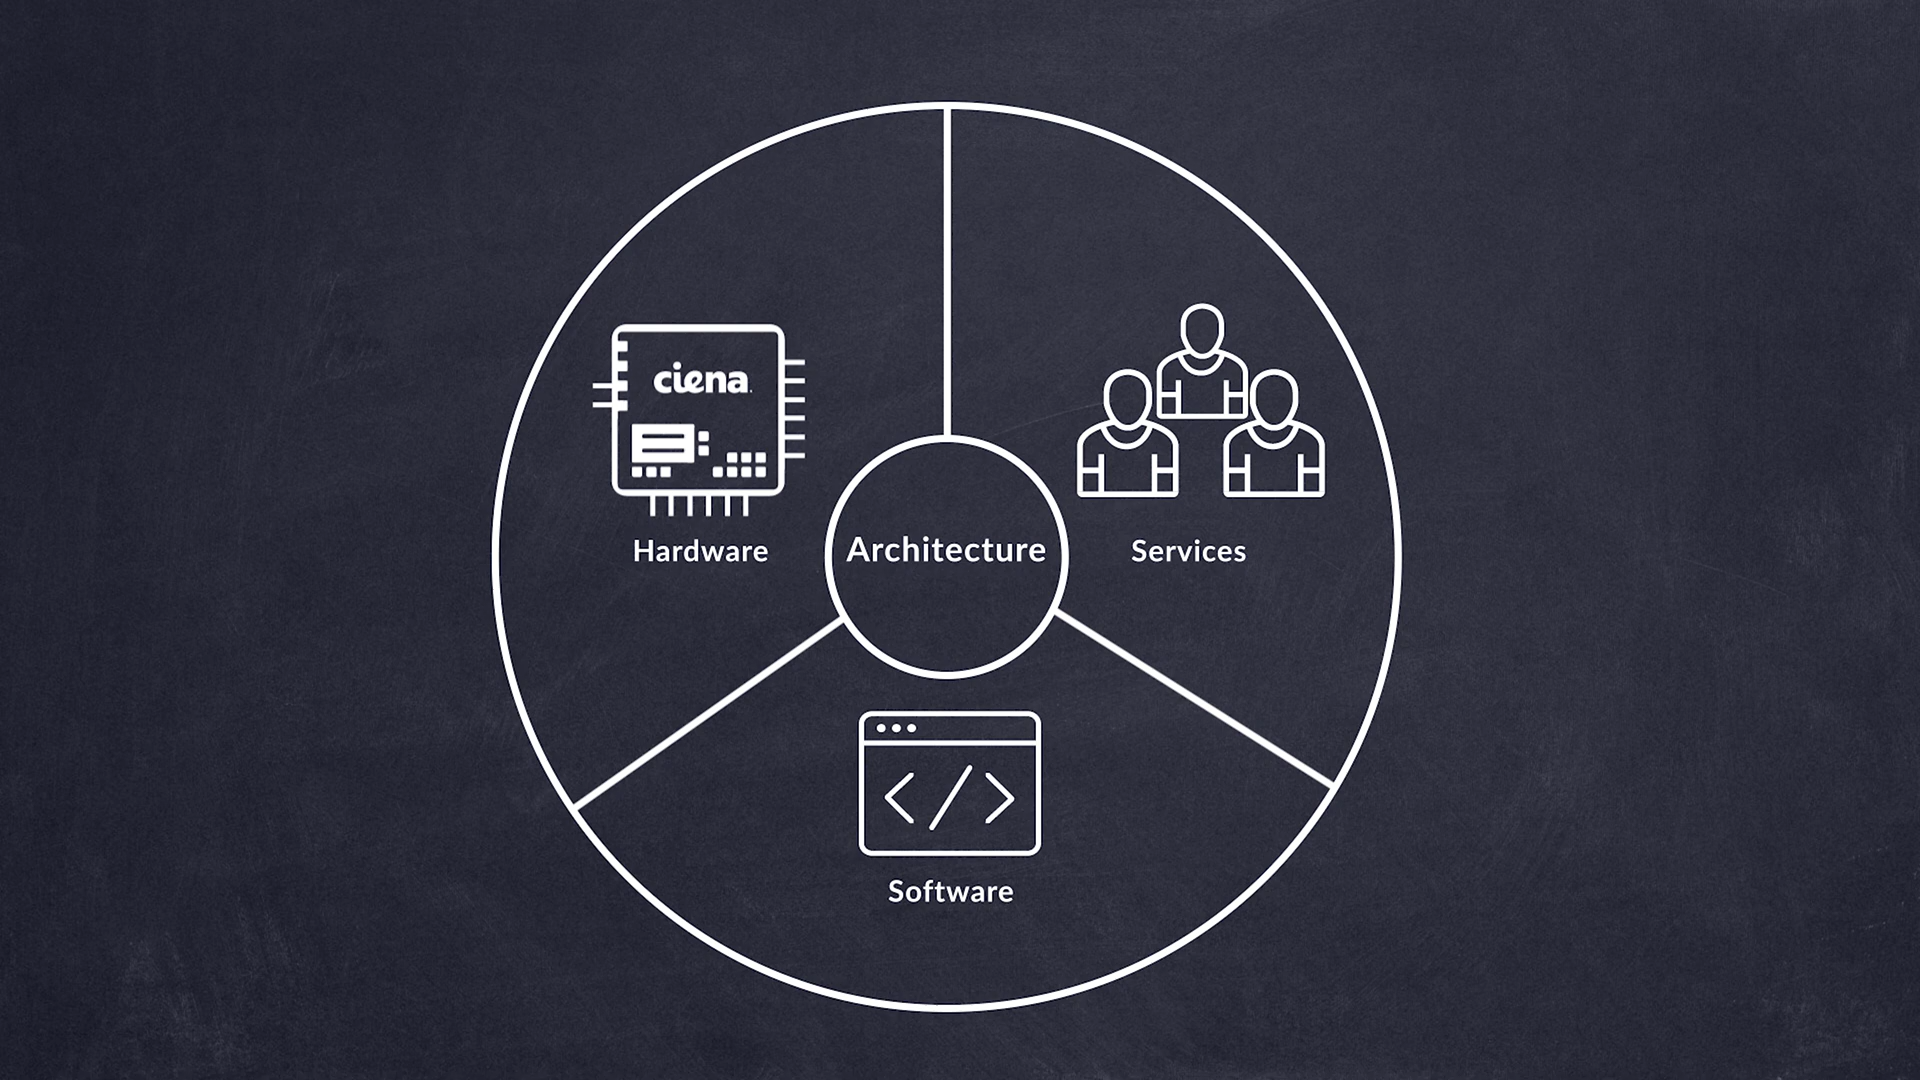 ciena.
Hardware
Architecture
Services
</>
Software